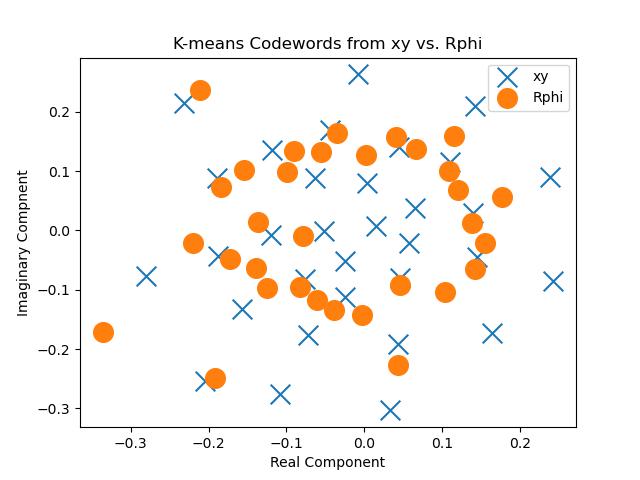 K-means Codewords from xy vs. Rphi
xy
Rphi
Imaginary Compnent
0.2
0.1
0.0
−0.1
−0.2
−0.3
−0.3
−0.2
−0.1
0.0
0.1
0.2
Real Component